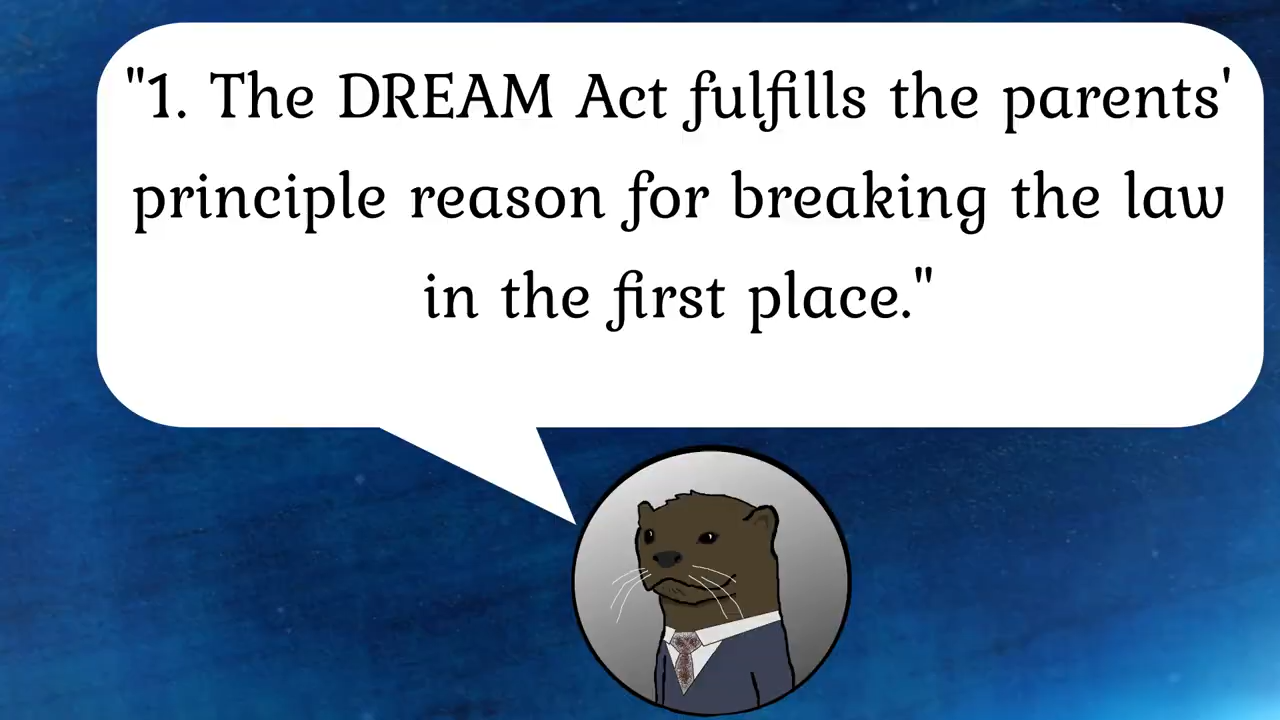 "1. The DREAM Act fulfills the parents'
principle reason for breaking the law
in the first place."